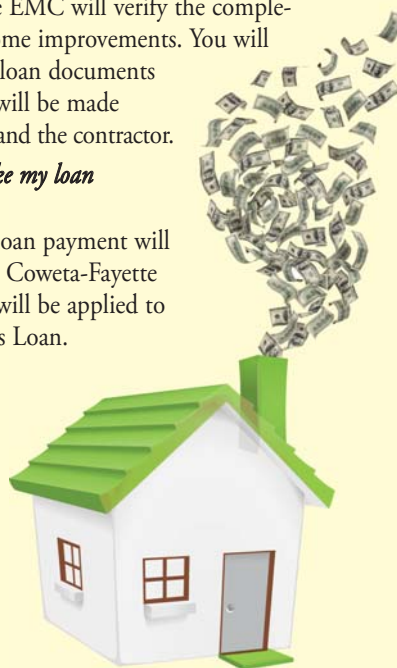 e EMC will verify the comple-
ome improvements. You will
loan documents
will be made
and the contractor.
ke my loan
oan payment will
Coweta-Fayette
will be applied to
s Loan.